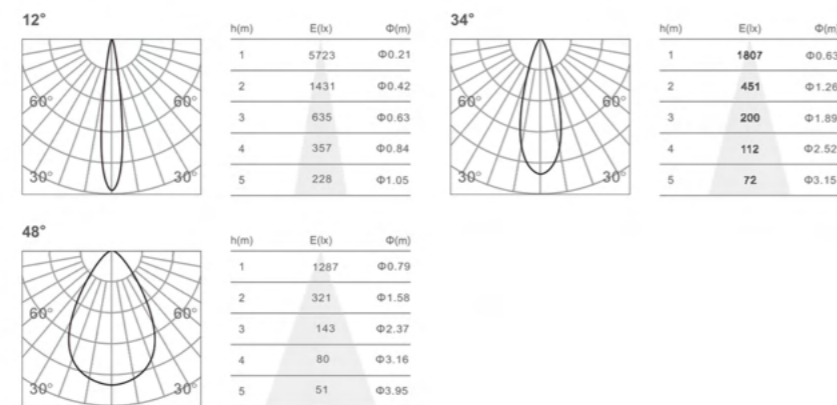 12°
60° 60°
30° 30°
h(m) E(lx) Φ(m)
1 5723 Φ0.21
2 1431 Φ0.42
3 635 Φ0.63
4 357 Φ0.84
5 228 Φ1.05
34°
60° 60°
30° 30°
h(m) E(lx) Φ(m)
1 1807 Φ0.63
2 451 Φ1.26
3 200 Φ1.89
4 112 Φ2.52
5 72 Φ3.15
48°
60° 60°
30° 30°
h(m) E(lx) Φ(m)
1 1287 Φ0.79
2 321 Φ1.58
3 143 Φ2.37
4 80 Φ3.16
5 51 Φ3.95